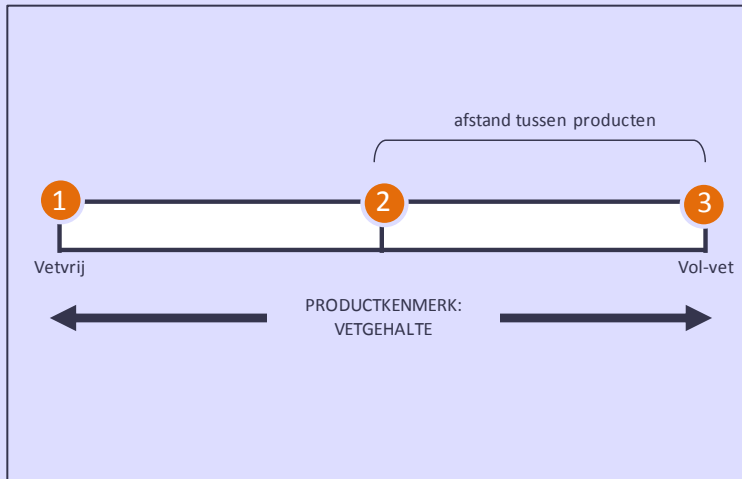 afstand tussen producten
1
2
3
Vetvrij
Vol-vet
PRODUCTKENMERK:
VETGEHALTE